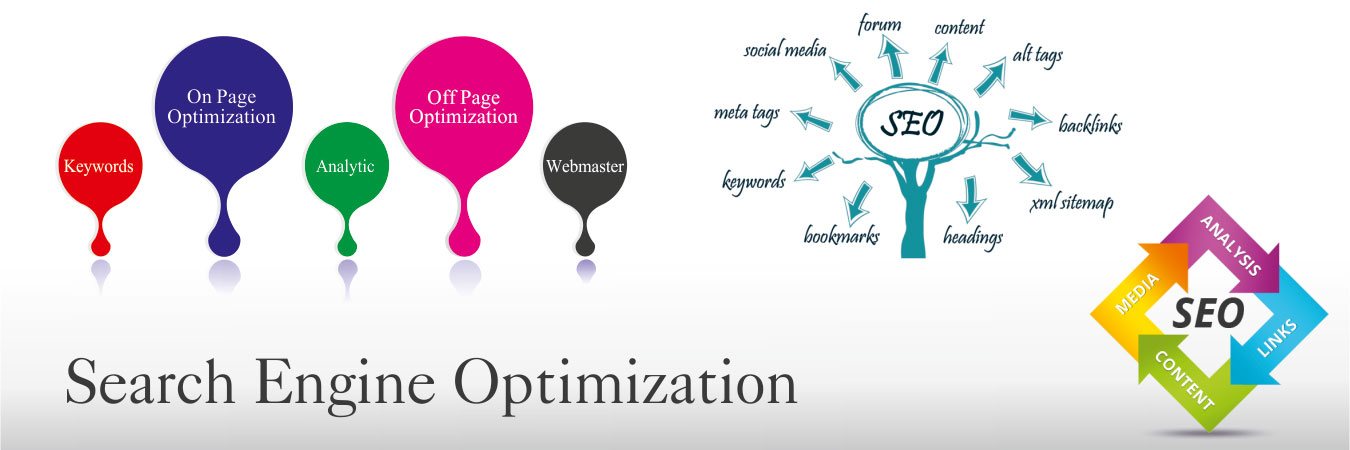 Keywords
On Page
Optimization
Analytic
Off Page
Optimization
Webmaster
forum
content
social media
alt tags
meta tags
SEO
backlinks
keywords
xml sitemap
bookmarks
headings
ANALYSIS
MEDIA
SEO
LINKS
CONTENT
Search Engine Optimization